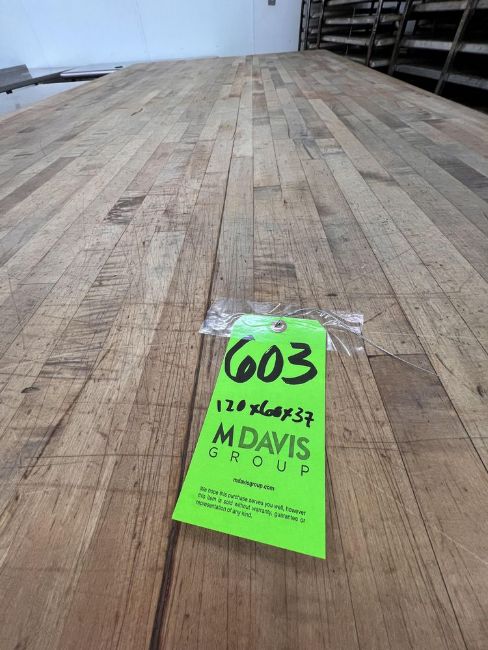 603
120x60x37
M DAVIS
GROUP
mdavisgroup.com
We hope this purchase serves you well, however
this item is sold without warranty, guarantee or
representation of any kind.